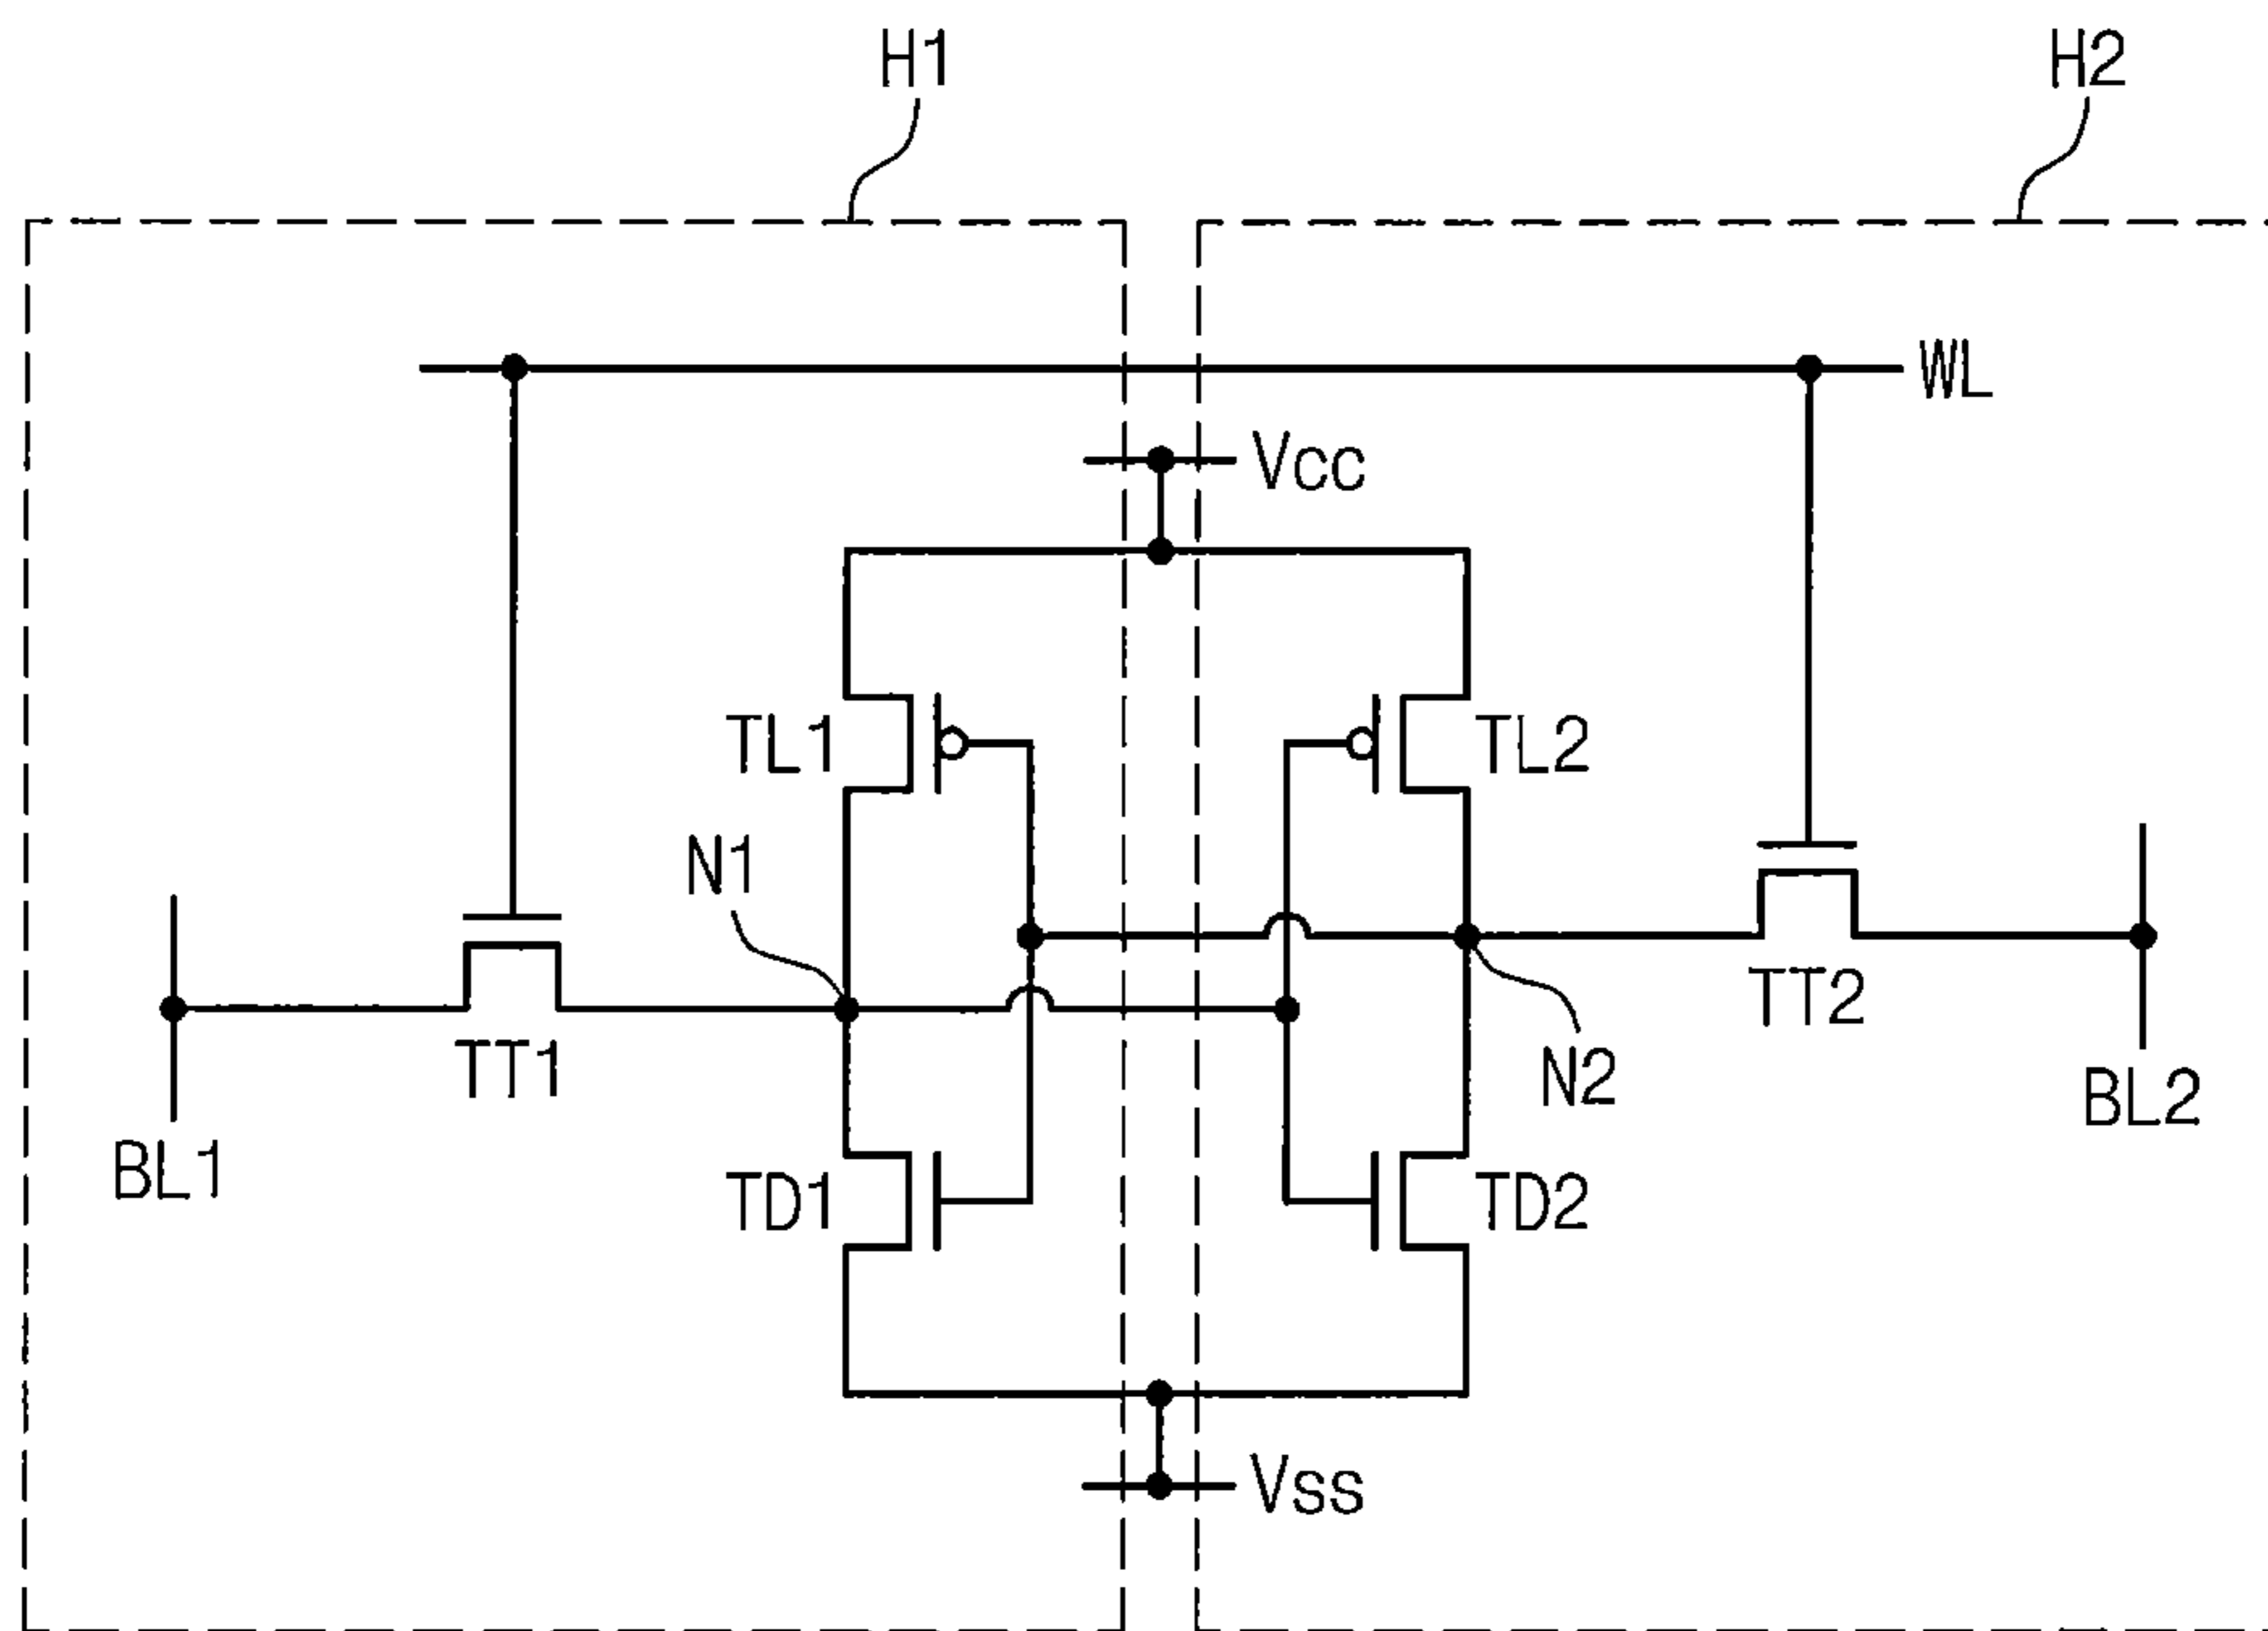 H1
H2
WL
Vcc
TL1
TL2
N1
TT2
TT1
N2
BL2
BL1
TD1
TD2
Vss